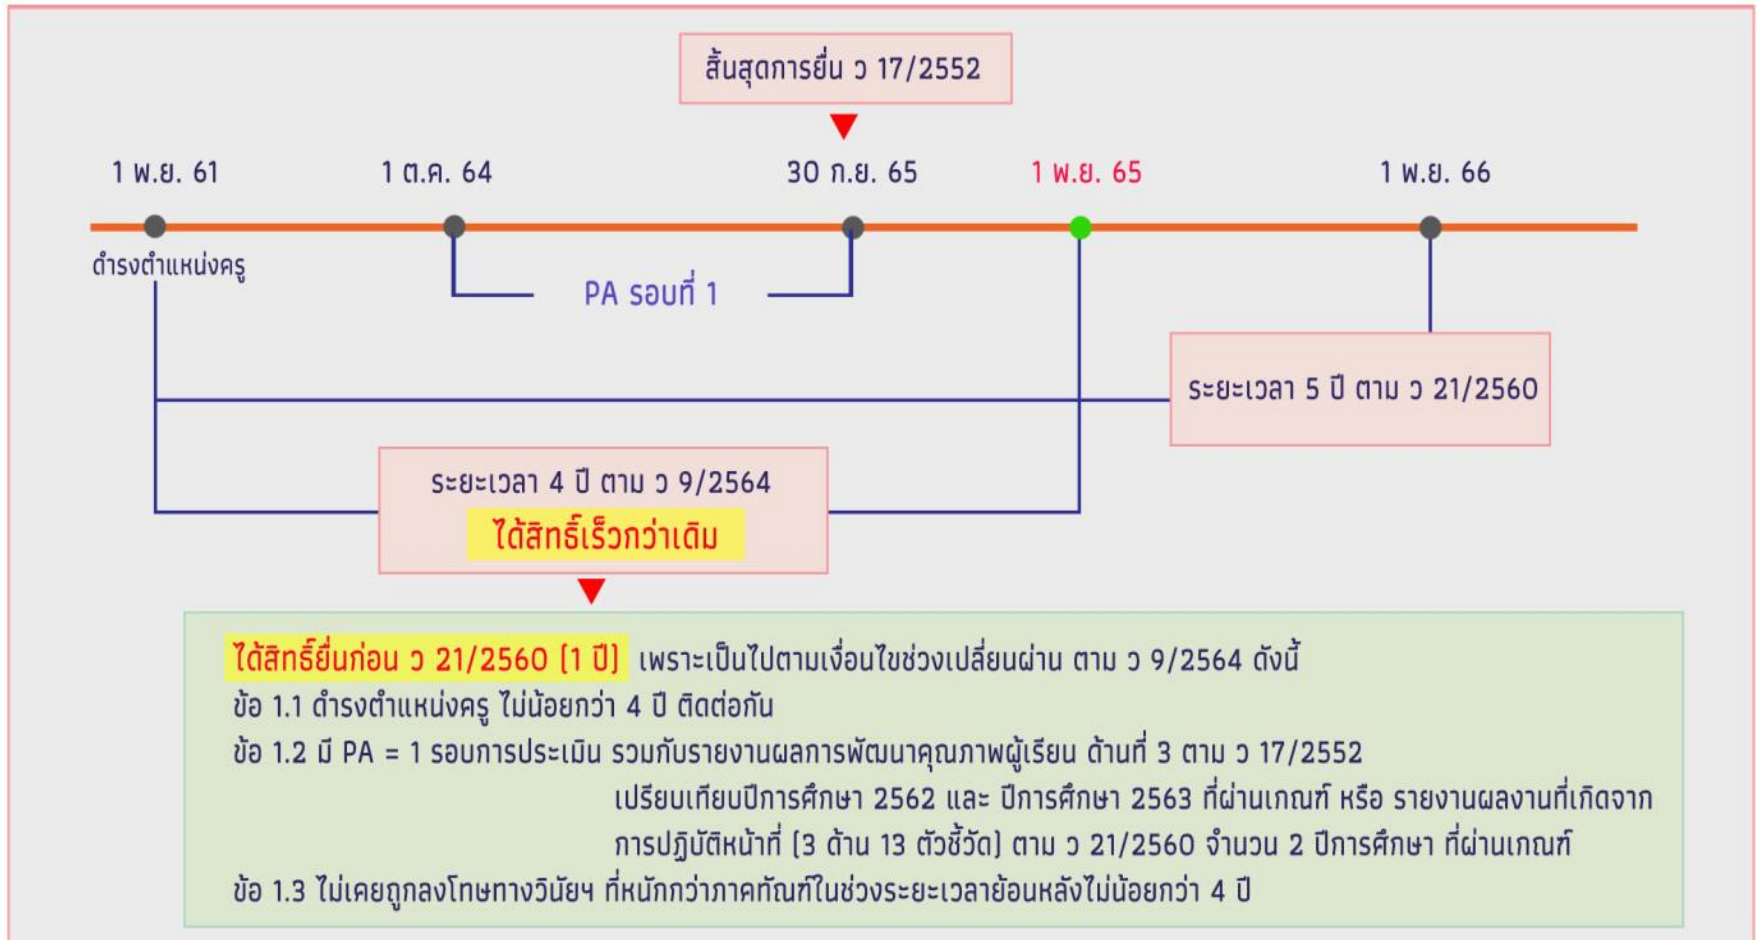 สิ้นสุดการยื่น ว 17/2552
1 พ.ย. 61
1 ต.ค. 64
30 ก.ย. 65
1 พ.ย. 65
1 พ.ย. 66
ดำรงตำแหน่งครู
PA รอบที่ 1
ระยะเวลา 5 ปี ตาม ว 21/2560
ระยะเวลา 4 ปี ตาม ว 9/2564
ได้สิทธิ์เร็วกว่าเดิม
ได้สิทธิ์ยื่นก่อน ว 21/2560 (1 ปี) เพราะเป็นไปตามเงื่อนไขช่วงเปลี่ยนผ่าน ตาม ว 9/2564 ดังนี้
ข้อ 1.1 ดำรงตำแหน่งครู ไม่น้อยกว่า 4 ปี ติดต่อกัน
ข้อ 1.2 มี PA = 1 รอบการประเมิน รวมกับรายงานผลการพัฒนาคุณภาพผู้เรียน ด้านที่ 3 ตาม ว 17/2552
เปรียบเทียบปีการศึกษา 2562 และ ปีการศึกษา 2563 ที่ผ่านเกณฑ์ หรือ รายงานผลงานที่เกิดจาก
การปฏิบัติหน้าที่ (3 ด้าน 13 ตัวชี้วัด) ตาม ว 21/2560 จำนวน 2 ปีการศึกษา ที่ผ่านเกณฑ์
ข้อ 1.3 ไม่เคยถูกลงโทษทางวินัยฯ ที่หนักกว่าภาคทัณฑ์ในช่วงระยะเวลาย้อนหลังไม่น้อยกว่า 4 ปี